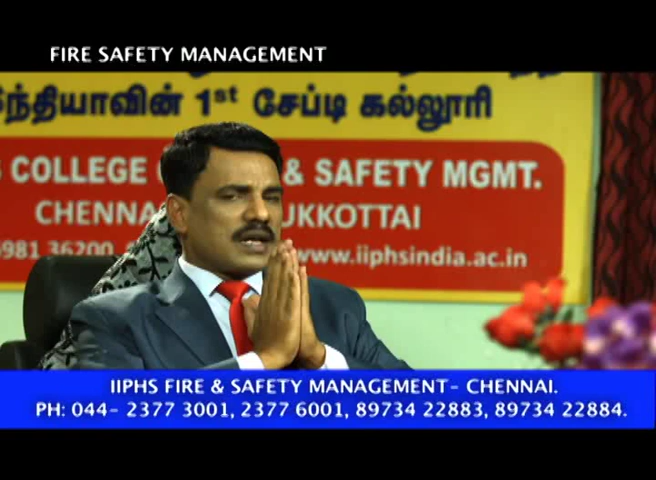 FIRE SAFETY MANAGEMENT
இந்தியாவின் 1st சேப்டி கல்லூரி
COLLEGE & SAFETY MGMT.
CHENNA UKKOTTAI
981 36200 www.iiphsindia.ac.in
IIPHS FIRE & SAFETY MANAGEMENT- CHENNAI.
PH: 044- 2377 3001, 2377 6001, 89734 22883, 89734 22884.